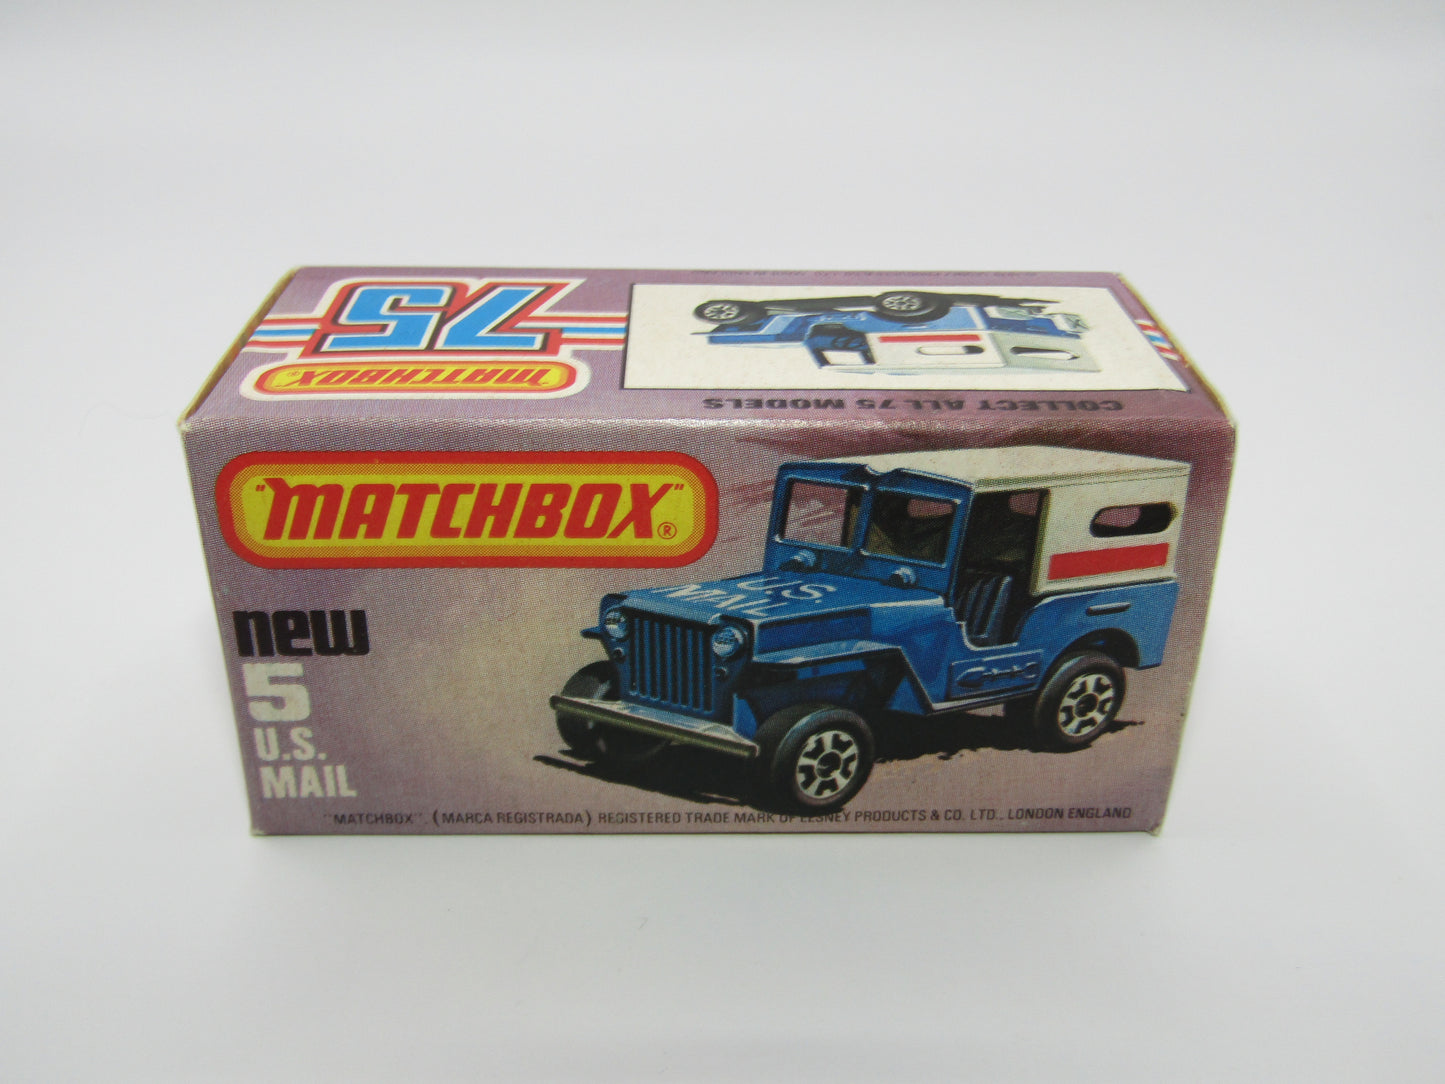 75
"MATCHBOX"®
COLLECT ALL 75 MODELS
"MATCHBOX"®
U.S.
MAIL
new
5
U.S.
MAIL
"MATCHBOX". (MARCA REGISTRADA) REGISTERED TRADE MARK OF LESNEY PRODUCTS & CO. LTD., LONDON ENGLAND